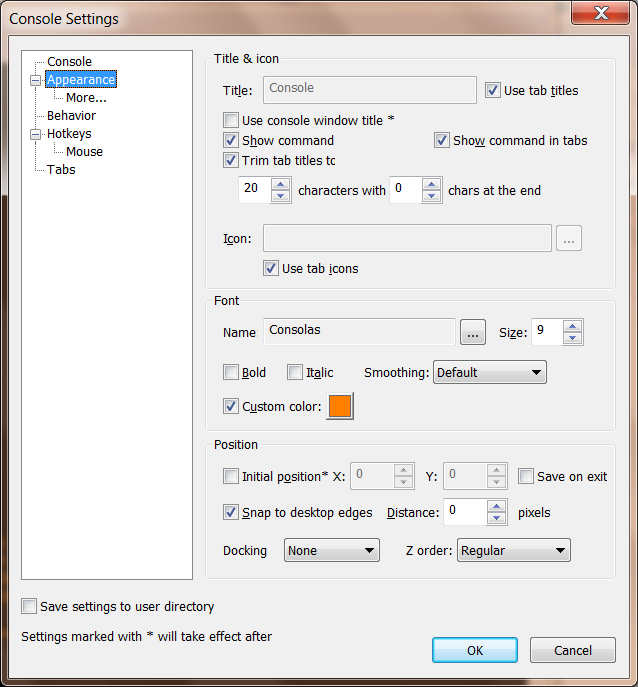 Console Settings
Console
Appearance
More...
Behavior
Hotkeys
Mouse
Tabs
Title & icon
Title: Console Use tab titles
Use console window title *
Show command Show command in tabs
Trim tab titles to
20 characters with 0 chars at the end
Icon: ...
Use tab icons
Font
Name Consolas ... Size: 9
Bold Italic Smoothing: Default
Custom color:
Position
Initial position* X: 0 Y: 0 Save on exit
Snap to desktop edges Distance: 0 pixels
Docking None Z order: Regular
Save settings to user directory
Settings marked with * will take effect after
OK Cancel